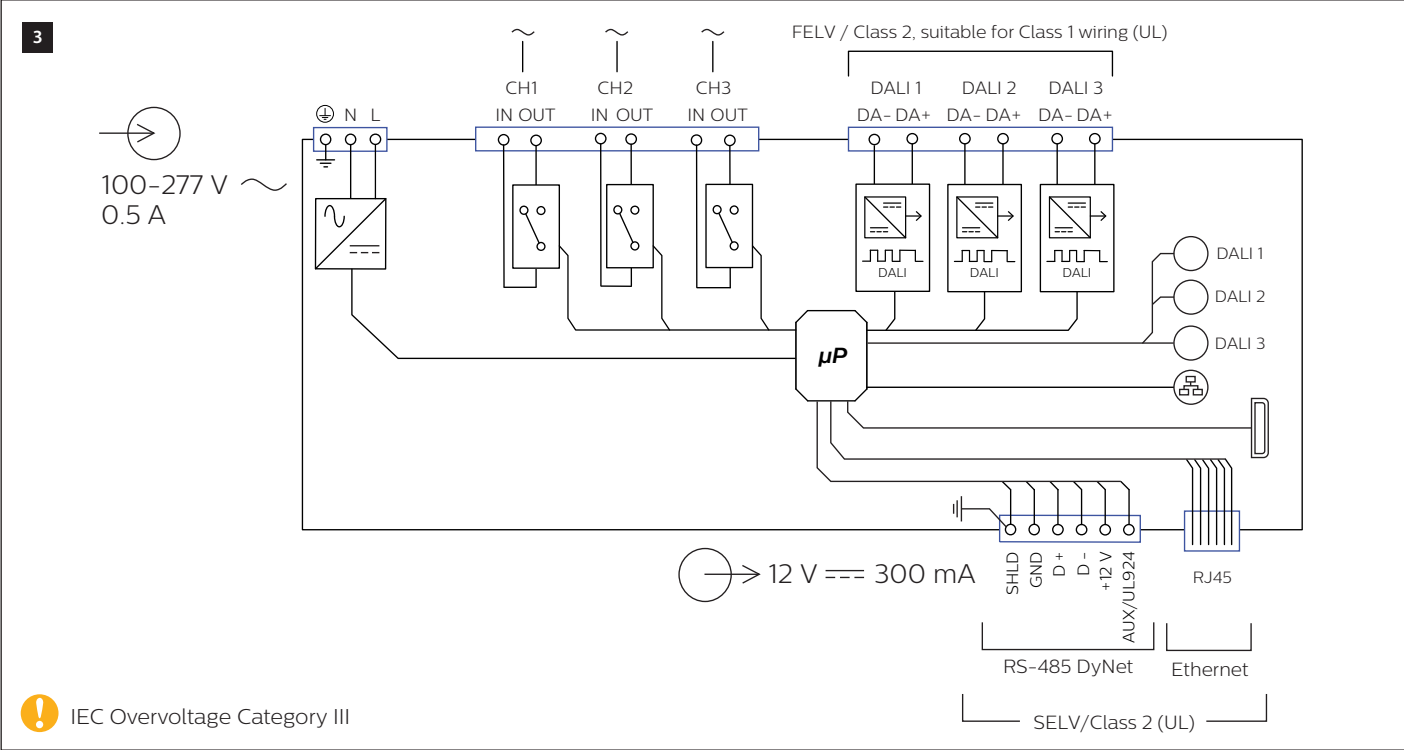 3
FELV / Class 2, suitable for Class 1 wiring (UL)
CH1 CH2 CH3 DALI 1 DALI 2 DALI 3
N L IN OUT IN OUT IN OUT DA- DA+ DA- DA+ DA- DA+
100-277 V
0.5 A
DALI DALI DALI
DALI 1
DALI 2
DALI 3
µP
12 V 300 mA
SHLD
GND
D +
D -
+12 V
AUX/UL924
RJ45
RS-485 DyNet Ethernet
SELV/Class 2 (UL)
! IEC Overvoltage Category III